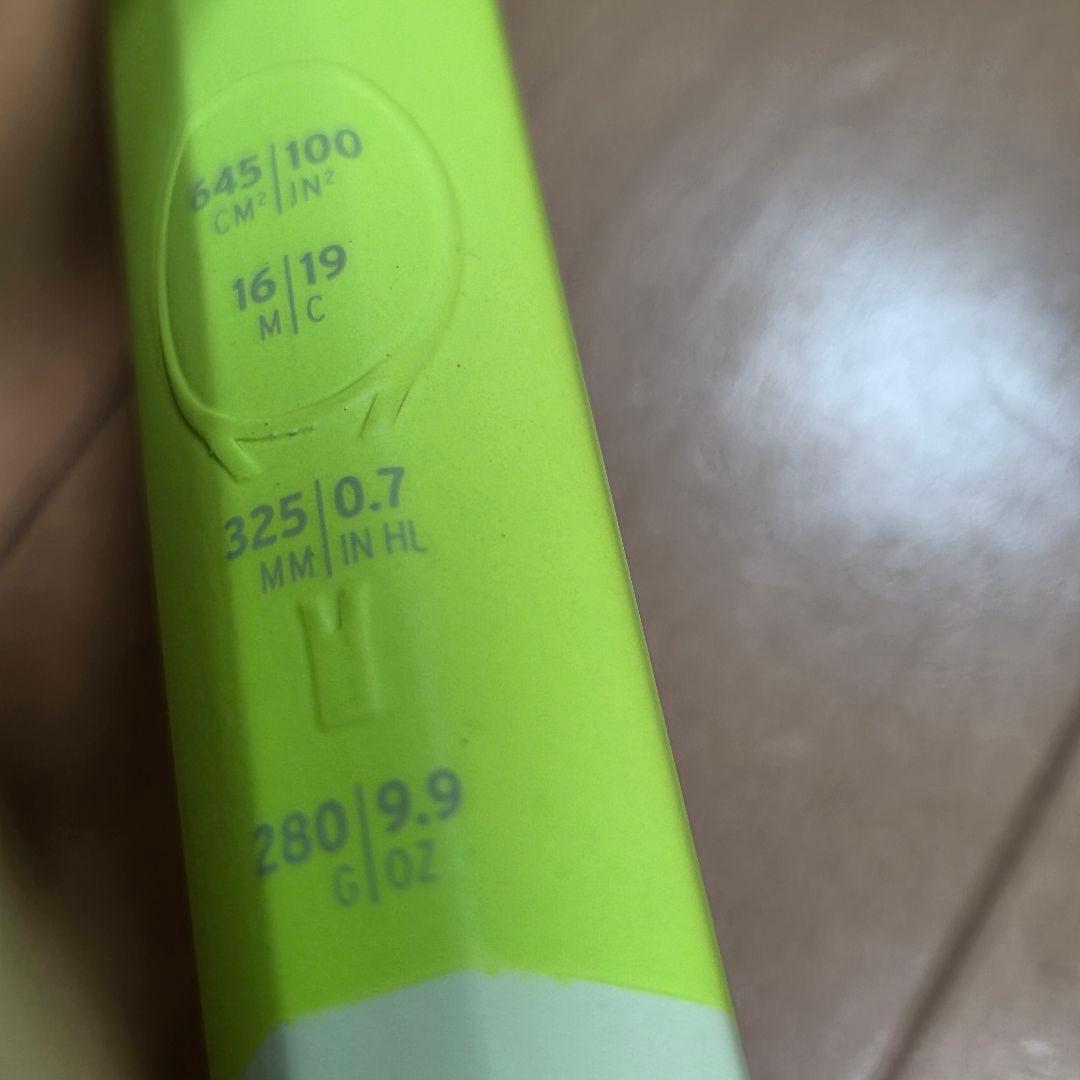 645|100
CM²|IN²
16|19
M|C
325|0.7
MM|IN HL
280|9.9
G|OZ